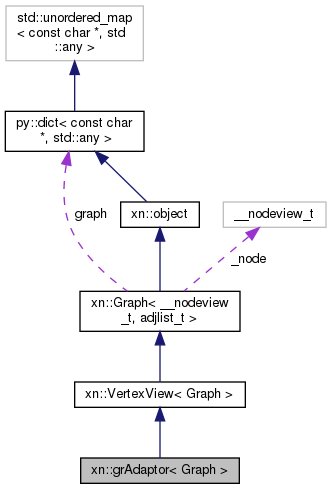 std::unordered_map
< const char *, std
::any >
py::dict< const char
*, std::any >
graph
xn::object
__nodeview_t
_node
xn::Graph< __nodeview
_t, adjlist_t >
xn::VertexView< Graph >
xn::grAdaptor< Graph >